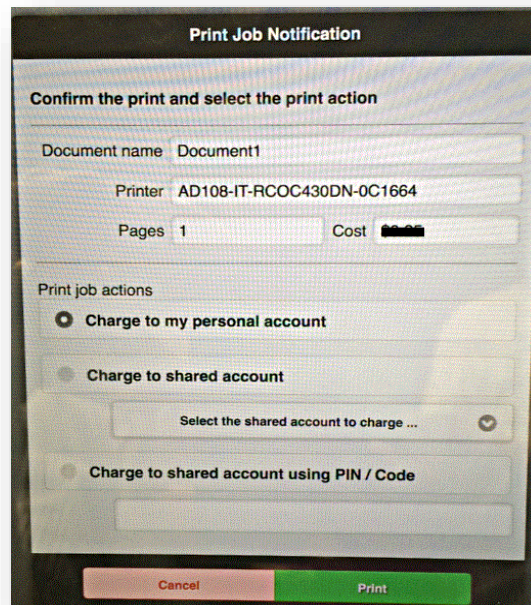 Print Job Notification
Confirm the print and select the print action
Document name Document1
Printer AD108-IT-RCOC430DN-0C1664
Pages 1 Cost
Print job actions
Charge to my personal account
Charge to shared account
Select the shared account to charge ...
Charge to shared account using PIN / Code
Cancel Print